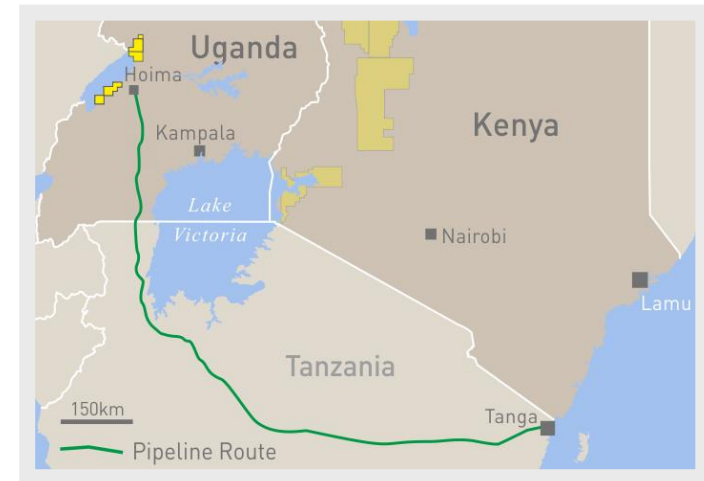 Uganda
Hoima
Kampala
Kenya
Lake
Victoria
Nairobi
Lamu
Tanzania
150km
Tanga
Pipeline Route